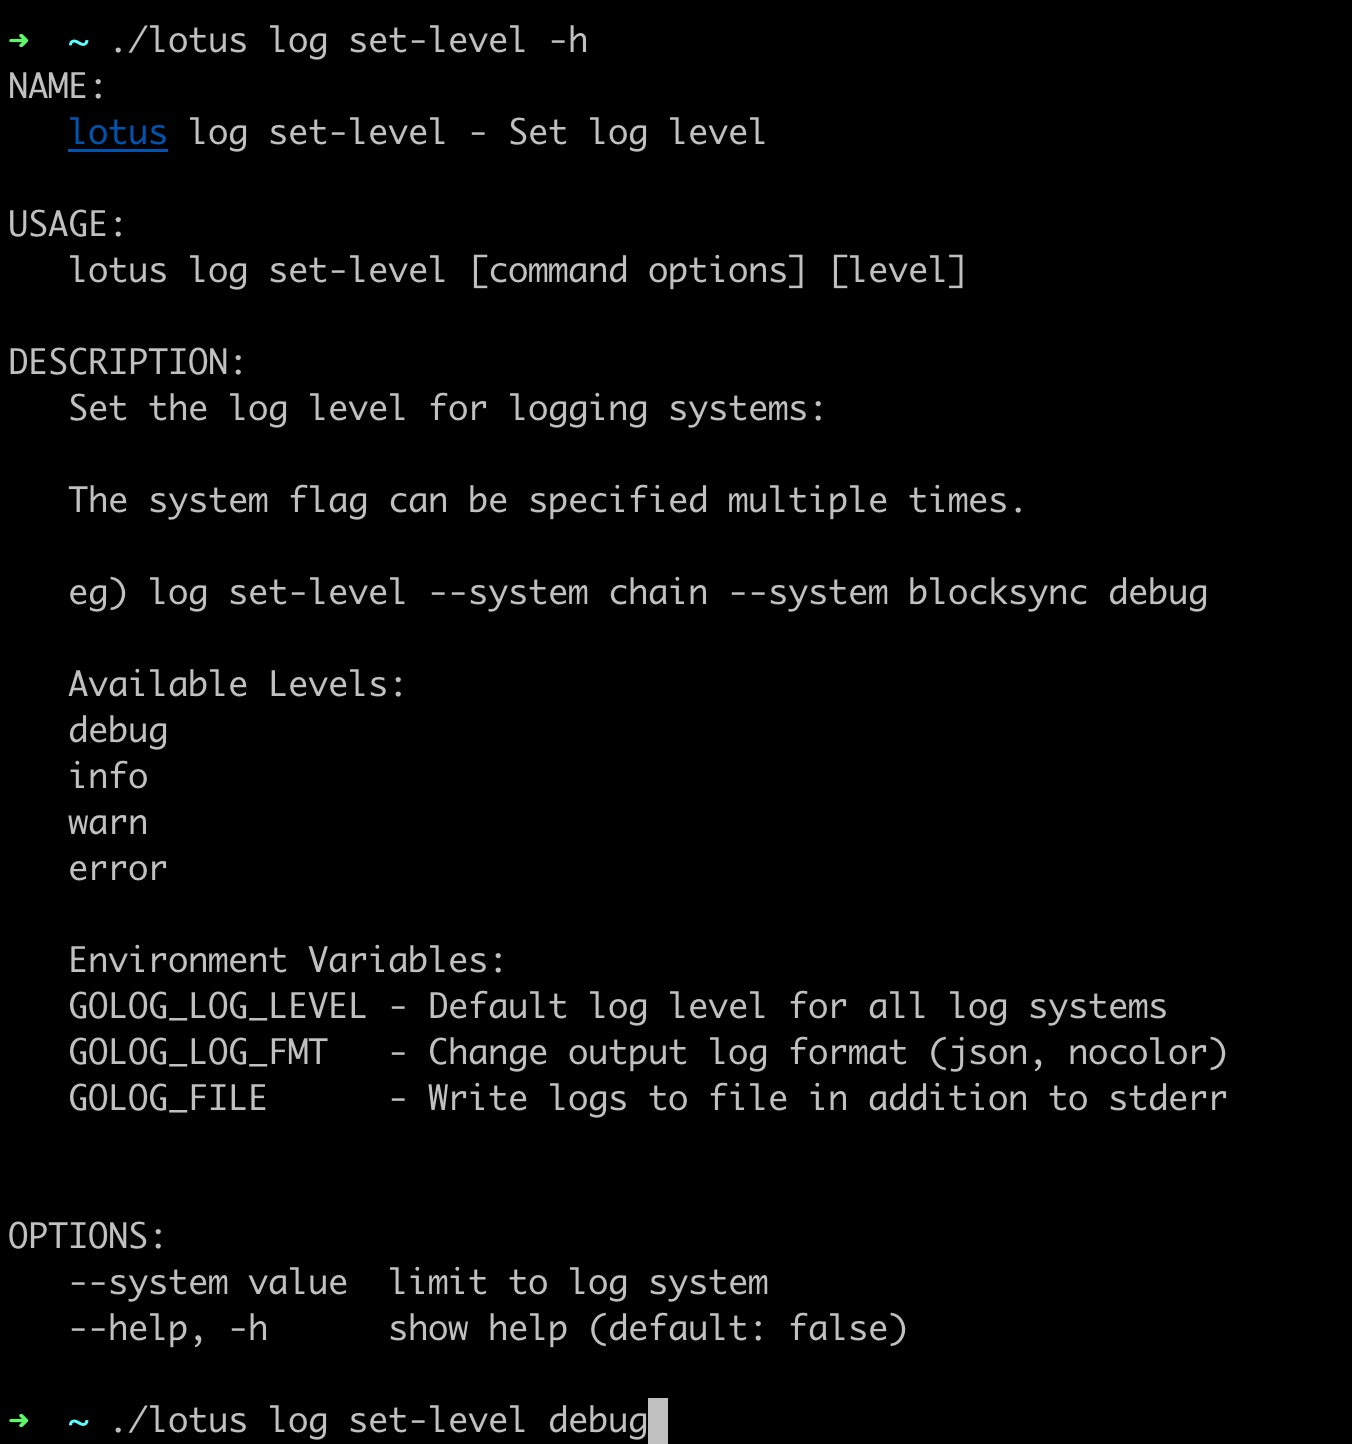 ➜  ~ ./lotus log set-level -h
NAME:
   lotus log set-level - Set log level

USAGE:
   lotus log set-level [command options] [level]

DESCRIPTION:
   Set the log level for logging systems:

   The system flag can be specified multiple times.

   eg) log set-level --system chain --system blocksync debug

   Available Levels:
   debug
   info
   warn
   error

   Environment Variables:
   GOLOG_LOG_LEVEL - Default log level for all log systems
   GOLOG_LOG_FMT   - Change output log format (json, nocolor)
   GOLOG_FILE      - Write logs to file in addition to stderr


OPTIONS:
   --system value  limit to log system
   --help, -h      show help (default: false)

➜  ~ ./lotus log set-level debug